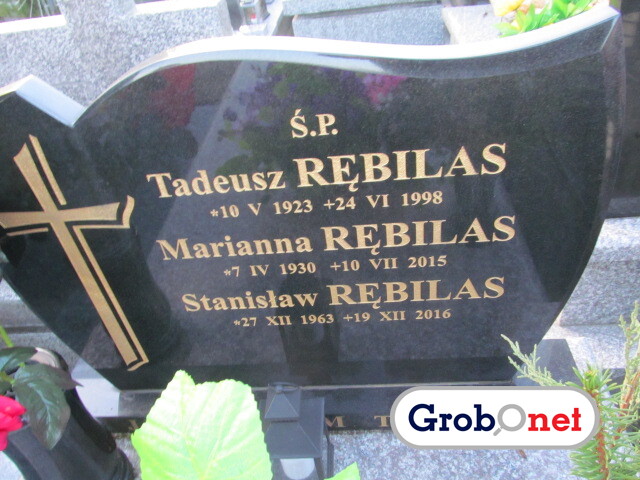 Ś.P.
Tadeusz RĘBILAS
*10 V 1923 +24 VI 1998
Marianna RĘBILAS
*7 IV 1930 +10 VII 2015
Stanisław RĘBILAS
*27 XII 1963 +19 XII 2016
Grobonet